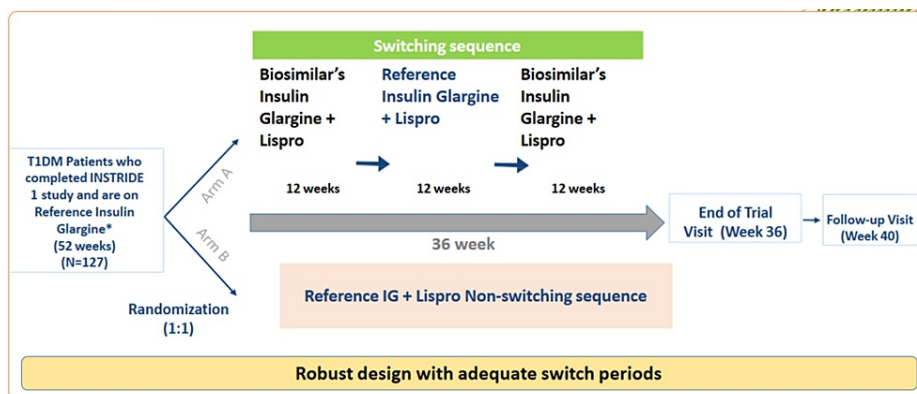 Switching sequence
Biosimilar's
Insulin
Glargine +
Lispro
Reference
Insulin Glargine
+ Lispro
Biosimilar's
Insulin
Glargine +
Lispro
12 weeks
12 weeks
12 weeks
T1DM Patients who
completed INSTRIDE
1 study and are on
Reference Insulin
Glargine*
(52 weeks)
(N=127)
Arm A
Arm B
Randomization
(1:1)
36 week
Reference IG + Lispro Non-switching sequence
End of Trial
Visit (Week 36)
Follow-up Visit
(Week 40)
Robust design with adequate switch periods